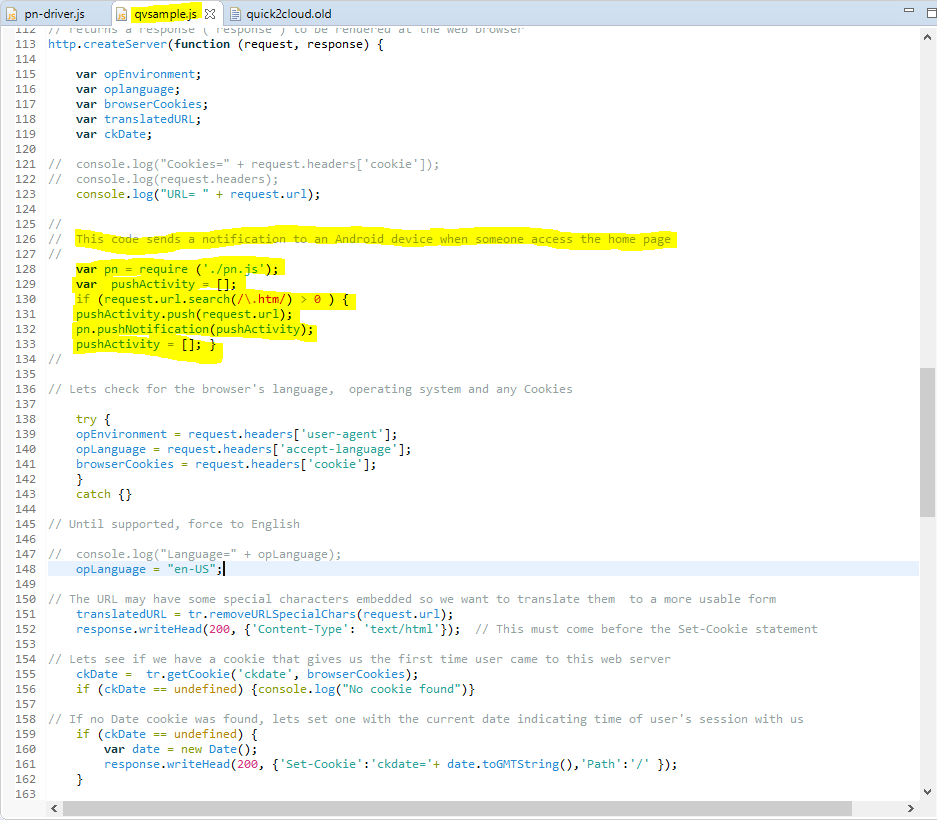 pn-driver.js
qvsample.js
quick2cloud.old
112 // returns a response ("response") to be rendered at the web browser
113 http.createServer(function (request, response) {
114
115 var opEnvironment;
116 var oplanguage;
117 var browserCookies;
118 var translatedURL;
119 var ckDate;
120
121 // console.log("Cookies=" + request.headers['cookie']);
122 // console.log(request.headers);
123 console.log("URL= " + request.url);
124
125 //
126 // This code sends a notification to an Android device when someone access the home page
127 //
128 var pn = require ('./pn.js');
129 var pushActivity = [];
130 if (request.url.search(/\.htm/) > 0 ) {
131 pushActivity.push(request.url);
132 pn.pushNotification(pushActivity);
133 pushActivity = []; }
134 //
135
136 // Lets check for the browser's language, operating system and any Cookies
137
138 try {
139 opEnvironment = request.headers['user-agent'];
140 opLanguage = request.headers['accept-language'];
141 browserCookies = request.headers['cookie'];
142 }
143 catch {}
144
145 // Until supported, force to English
146
147 // console.log("Language=" + opLanguage);
148 opLanguage = "en-US";
149
150 // The URL may have some special characters embedded so we want to translate them to a more usable form
151 translatedURL = tr.removeURLSpecialChars(request.url);
152 response.writeHead(200, {'Content-Type': 'text/html'}); // This must come before the Set-Cookie statement
153
154 // Lets see if we have a cookie that gives us the first time user came to this web server
155 ckDate = tr.getCookie('ckdate', browserCookies);
156 if (ckDate == undefined) {console.log("No cookie found")}
157
158 // If no Date cookie was found, lets set one with the current date indicating time of user's session with us
159 if (ckDate == undefined) {
160 var date = new Date();
161 response.writeHead(200, {'Set-Cookie':'ckdate='+ date.toGMTString(),'Path':'/' });
162 }
163